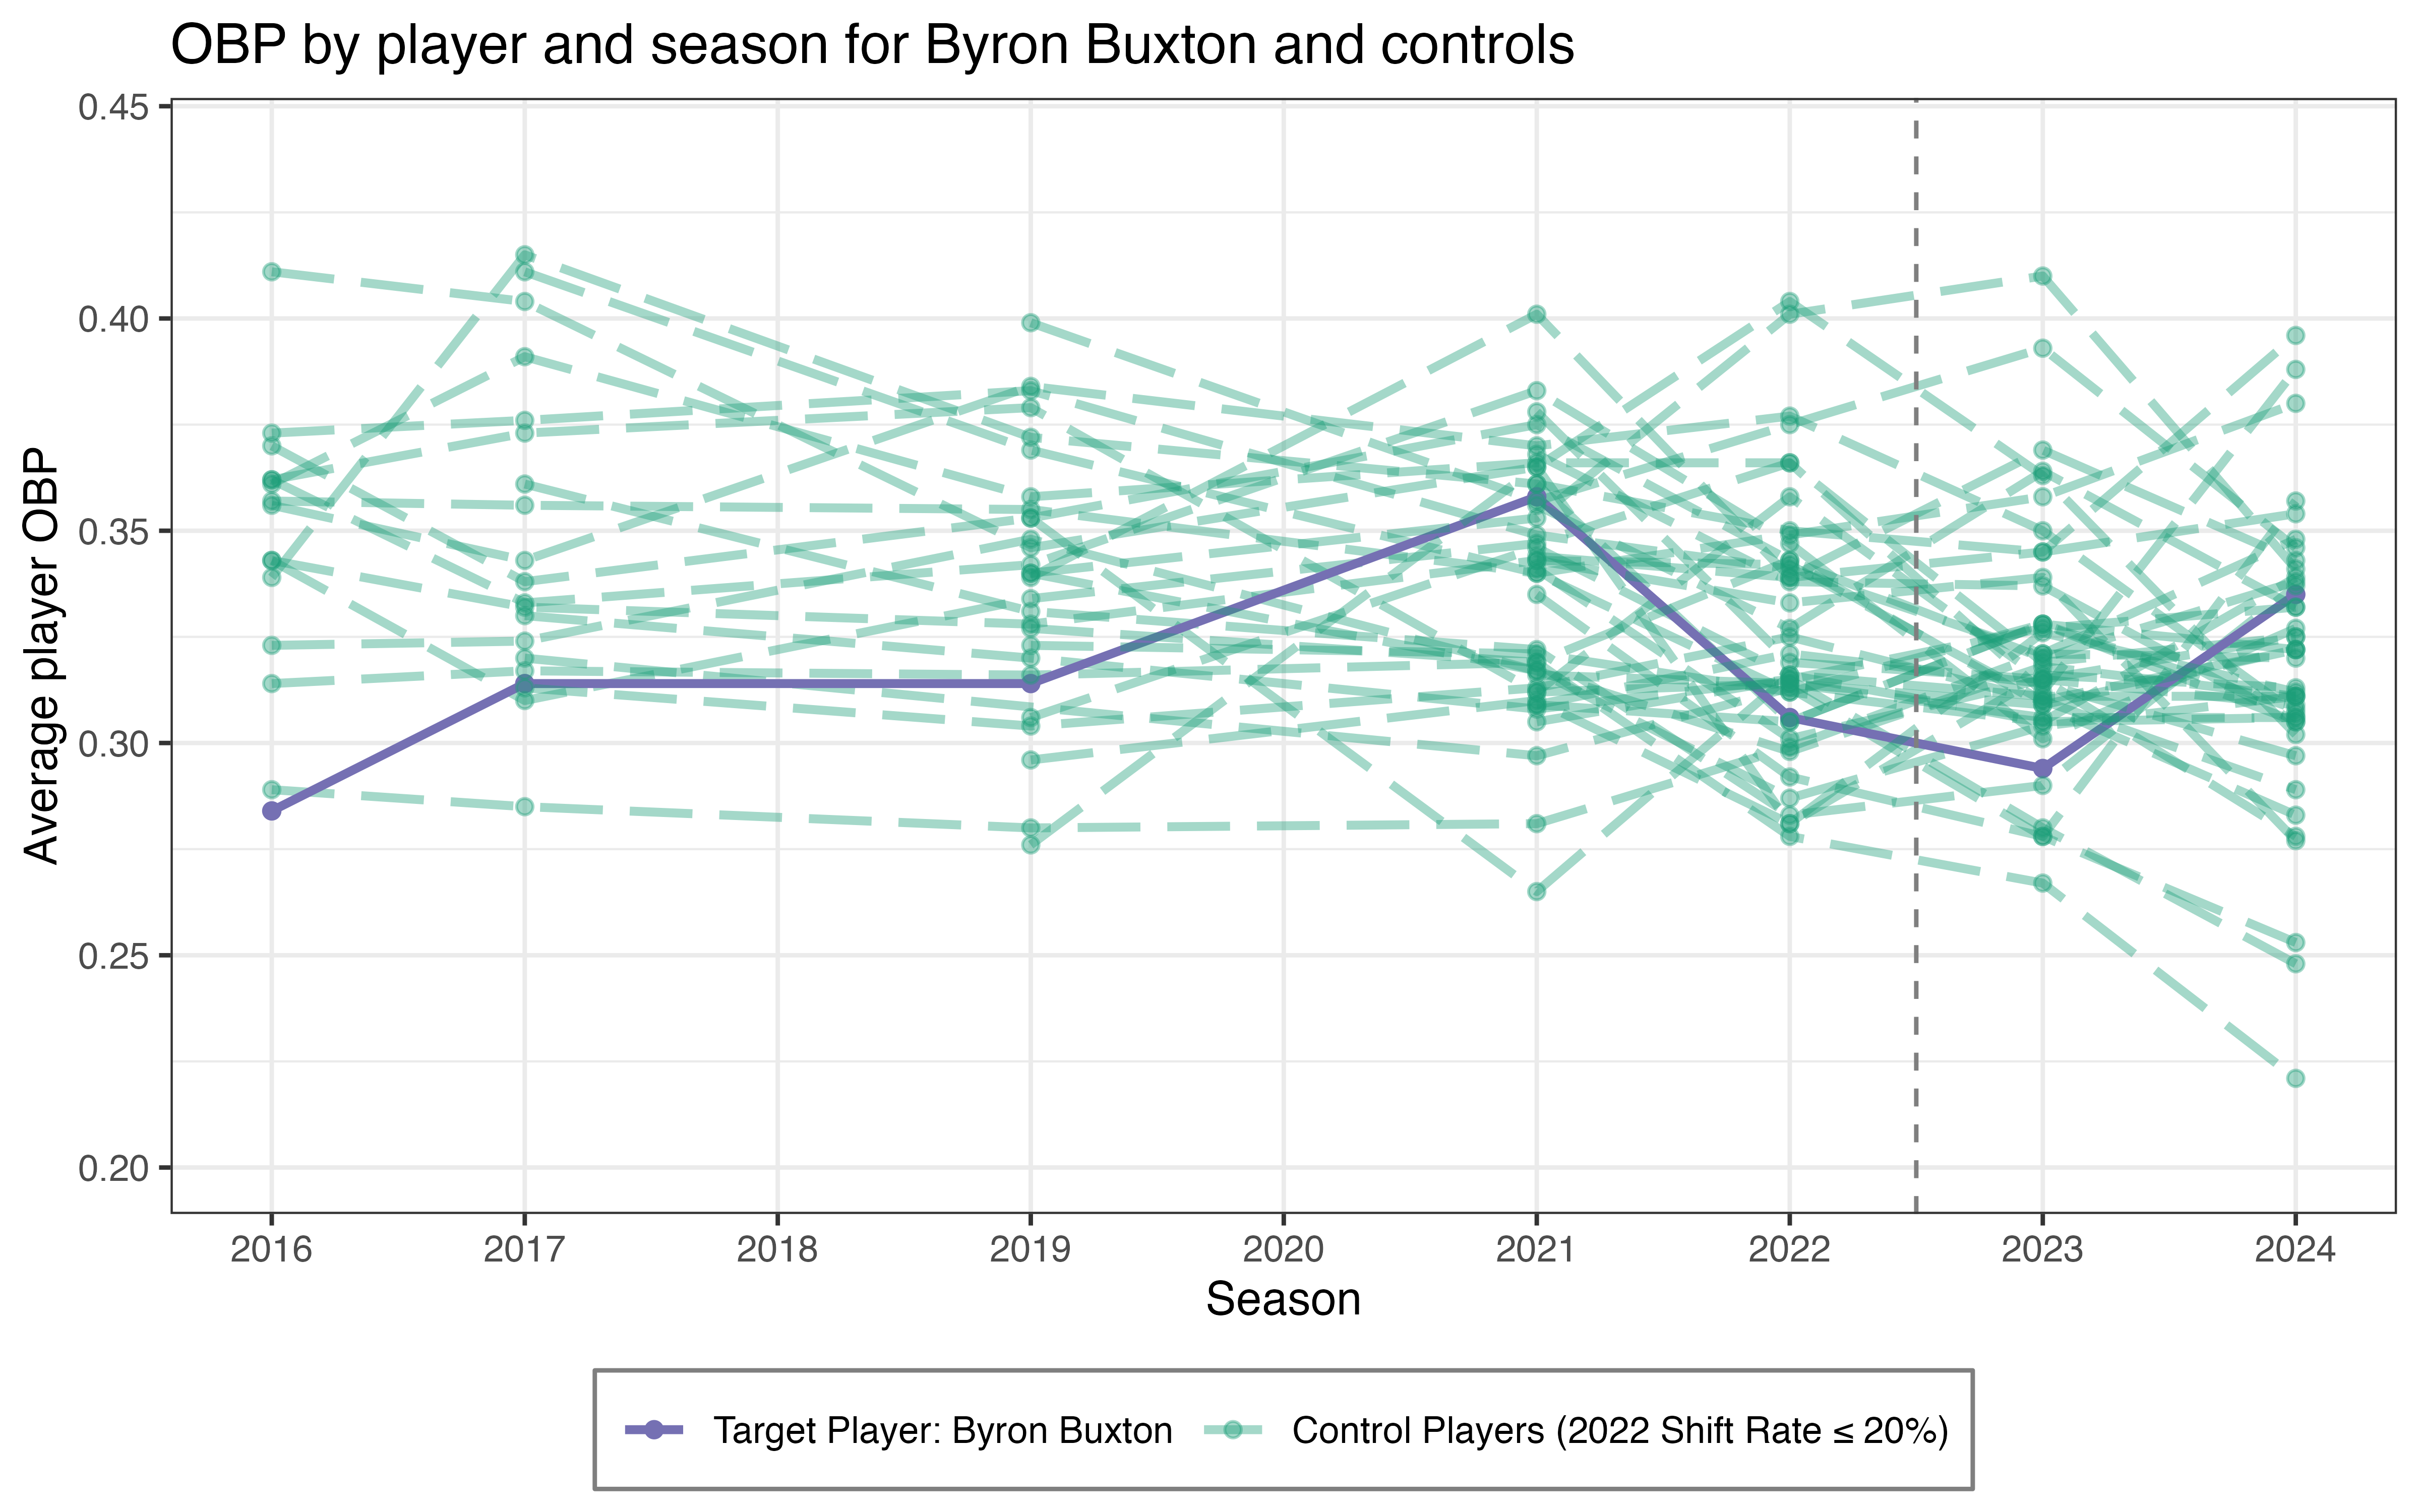 OBP by player and season for Byron Buxton and controls
Average player OBP
0.45
0.40
0.35
0.30
0.25
0.20
2016 2017 2018 2019 2020 2021 2022 2023 2024
Season
Target Player: Byron Buxton Control Players (2022 Shift Rate ≤ 20%)